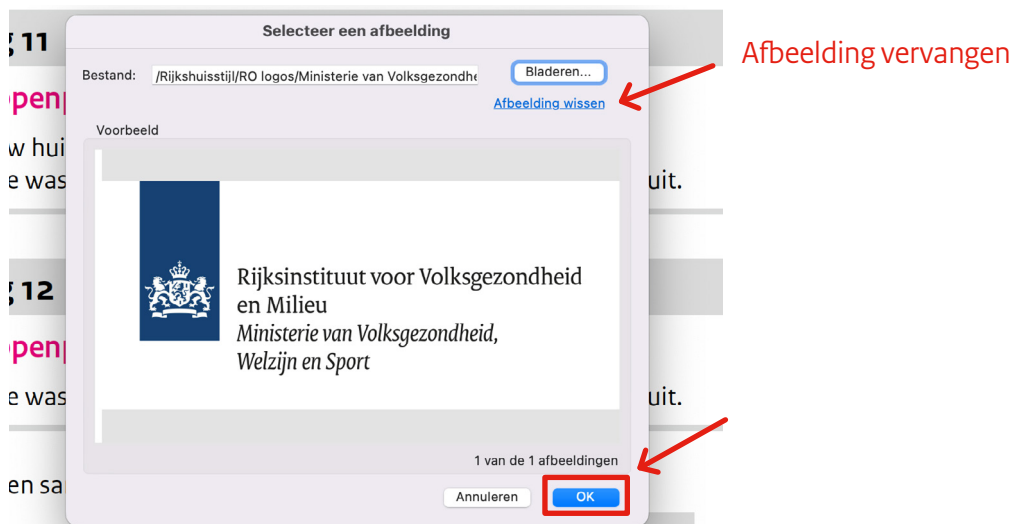 g 11
Selecteer een afbeelding
Afbeelding vervangen
Bestand: /Rijkshuisstijl/RO logos/Ministerie van Volksgezondhe Bladeren...
Afbeelding wissen
open
w hui
Voorbeeld
e was uit.
Rijksinstituut voor Volksgezondheid
en Milieu
Ministerie van Volksgezondheid,
Welzijn en Sport
g 12
open
e was uit.
1 van de 1 afbeeldingen
en sa
Annuleren OK